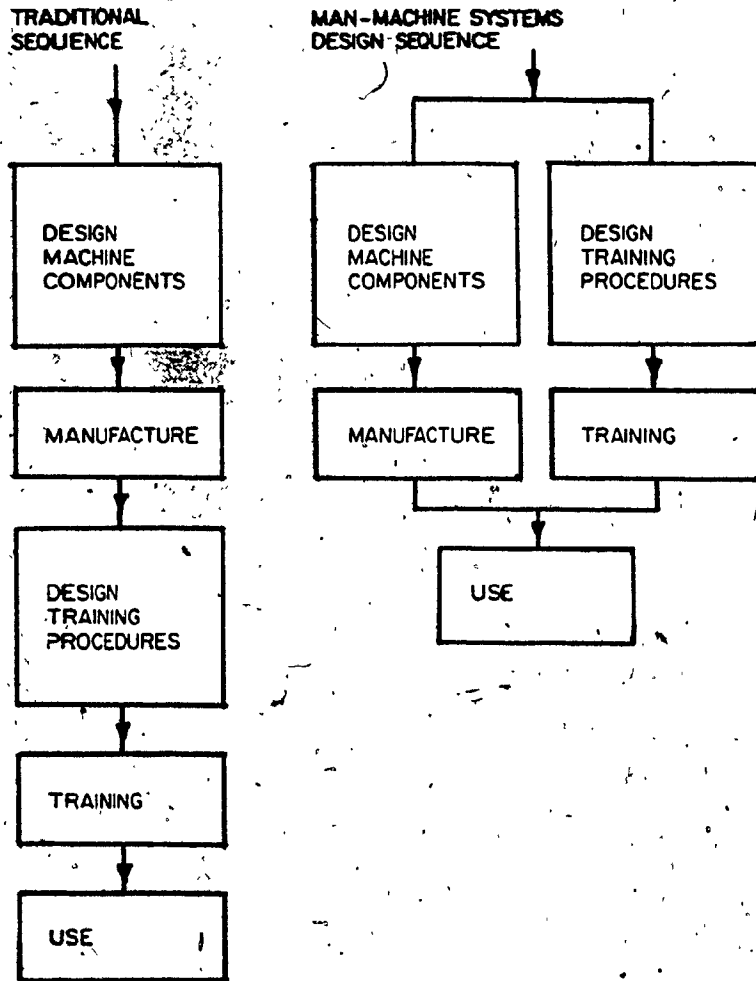 TRADITIONAL
SEQUENCE
DESIGN
MACHINE
COMPONENTS
MANUFACTURE
DESIGN
TRAINING
PROCEDURES
TRAINING
USE
MAN-MACHINE SYSTEMS
DESIGN SEQUENCE
DESIGN
MACHINE
COMPONENTS
MANUFACTURE
DESIGN
TRAINING
PROCEDURES
TRAINING
USE